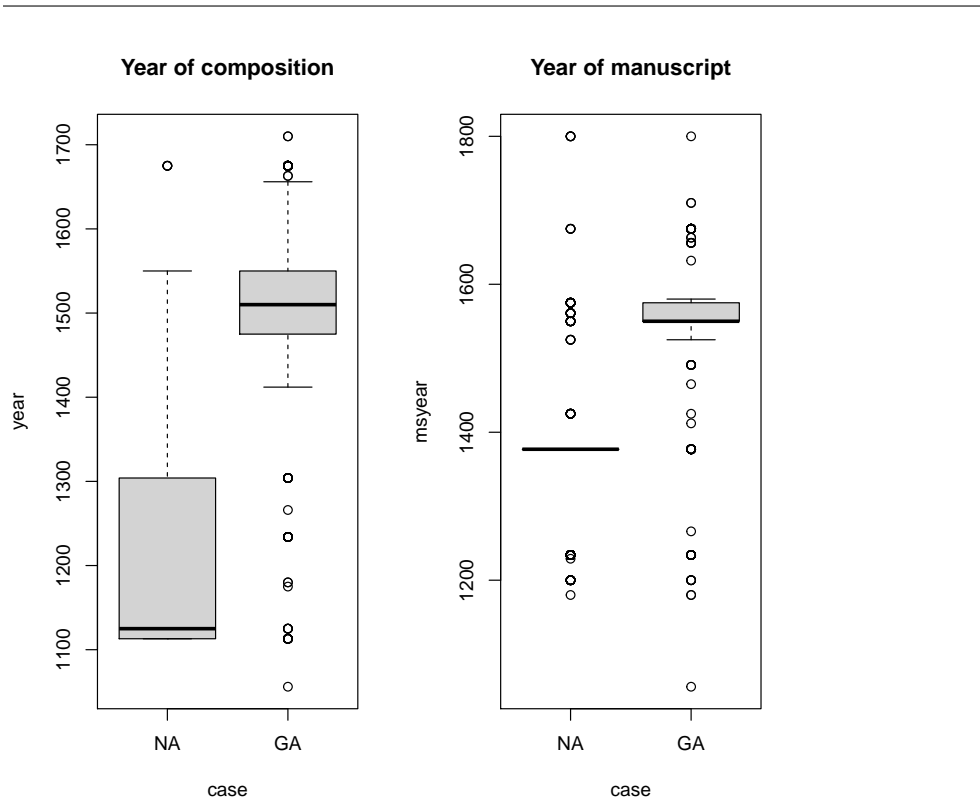 Year of composition
year
1700
1600
1500
1400
1300
1200
1100
NA GA
case
Year of manuscript
msyear
1800
1600
1400
1200
NA GA
case